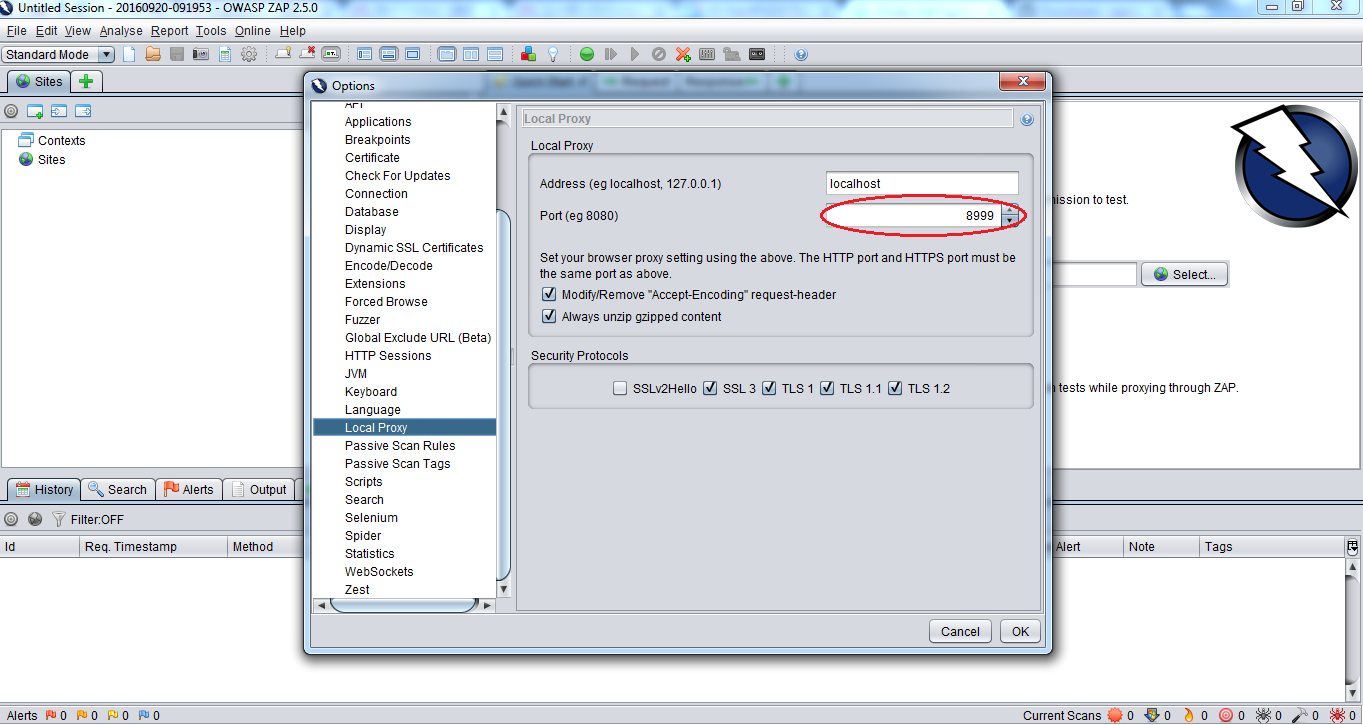 Untitled Session - 20160920-091953 - OWASP ZAP 2.5.0
File Edit View Analyse Report Tools Online Help
Standard Mode
Sites
Options
API
Applications
Breakpoints
Certificate
Check For Updates
Connection
Database
Display
Dynamic SSL Certificates
Encode/Decode
Extensions
Forced Browse
Fuzzer
Global Exclude URL (Beta)
HTTP Sessions
JVM
Keyboard
Language
Local Proxy
Passive Scan Rules
Passive Scan Tags
Scripts
Search
Selenium
Spider
Statistics
WebSockets
Zest
Local Proxy
Local Proxy
Address (eg localhost, 127.0.0.1) localhost
Port (eg 8080) 8999
Set your browser proxy setting using the above. The HTTP port and HTTPS port must be
the same port as above.
Modify/Remove "Accept-Encoding" request-header
Always unzip gzipped content
Security Protocols
SSLv2Hello SSL 3 TLS 1 TLS 1.1 TLS 1.2
Cancel OK
Contexts
Sites
ission to test.
Select...
tests while proxying through ZAP.
History Search Alerts Output
Filter:OFF
Id Req. Timestamp Method Alert Note Tags
Alerts 0 0 0 0 Current Scans 0 0 0 0 0 0 0